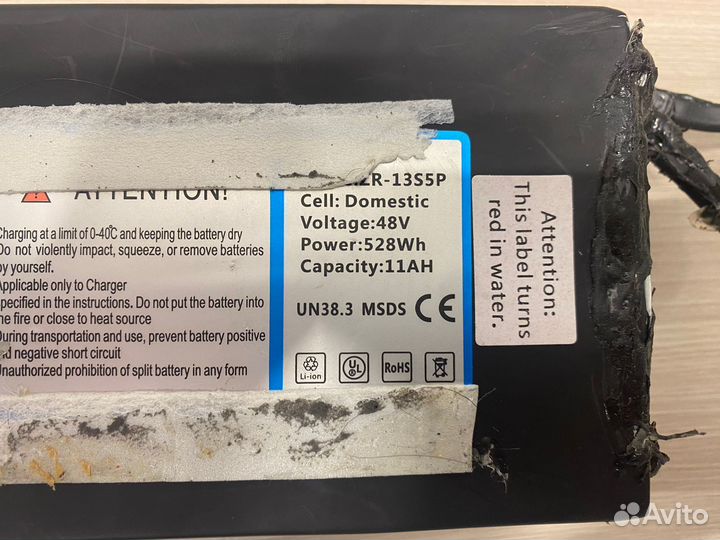 ATTENTION!
Charging at a limit of 0-40℃ and keeping the battery dry
Do not violently impact, squeeze, or remove batteries
by yourself.
Applicable only to Charger
specified in the instructions. Do not put the battery into
the fire or close to heat source
During transportation and use, prevent battery positive
and negative short circuit
Unauthorized prohibition of split battery in any form
ZR-13S5P
Cell: Domestic
Voltage:48V
Power:528Wh
Capacity:11AH
UN38.3 MSDS CE
Li-ion
UL
RoHS
Attention:
This label turns
red in water.
Avito